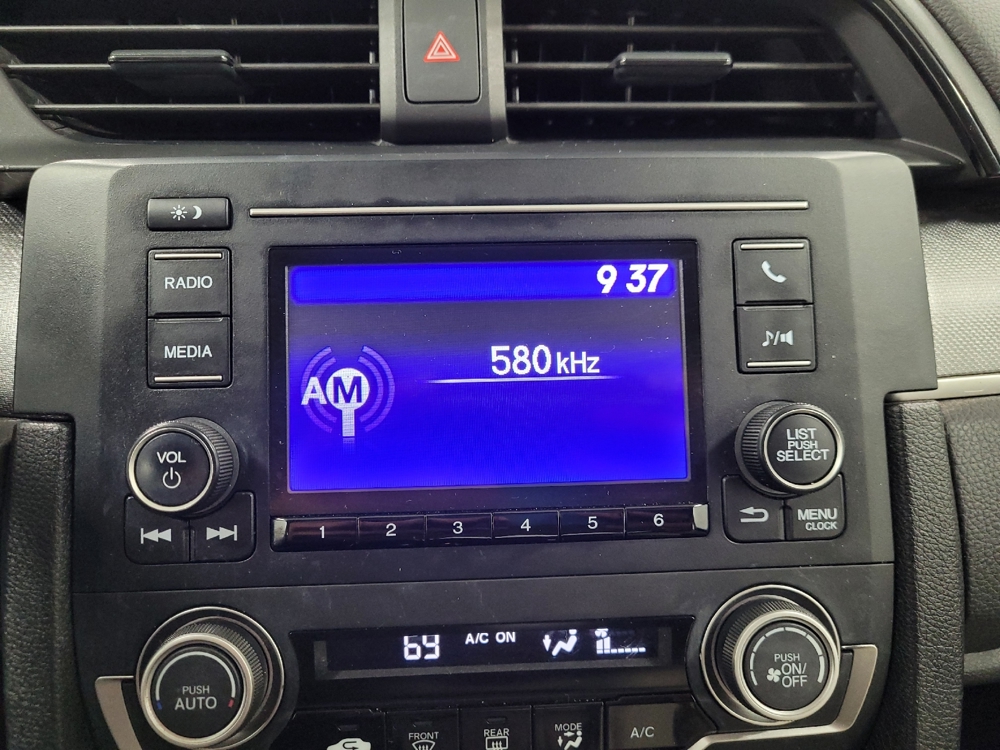 RADIO
MEDIA
9 37
580 kHz
AM
VOL
LIST
PUSH
SELECT
1 2 3 4 5 6
MENU
CLOCK
69
A/C ON
PUSH
AUTO
PUSH
ON/
OFF
FRONT
REAR
MODE
A/C